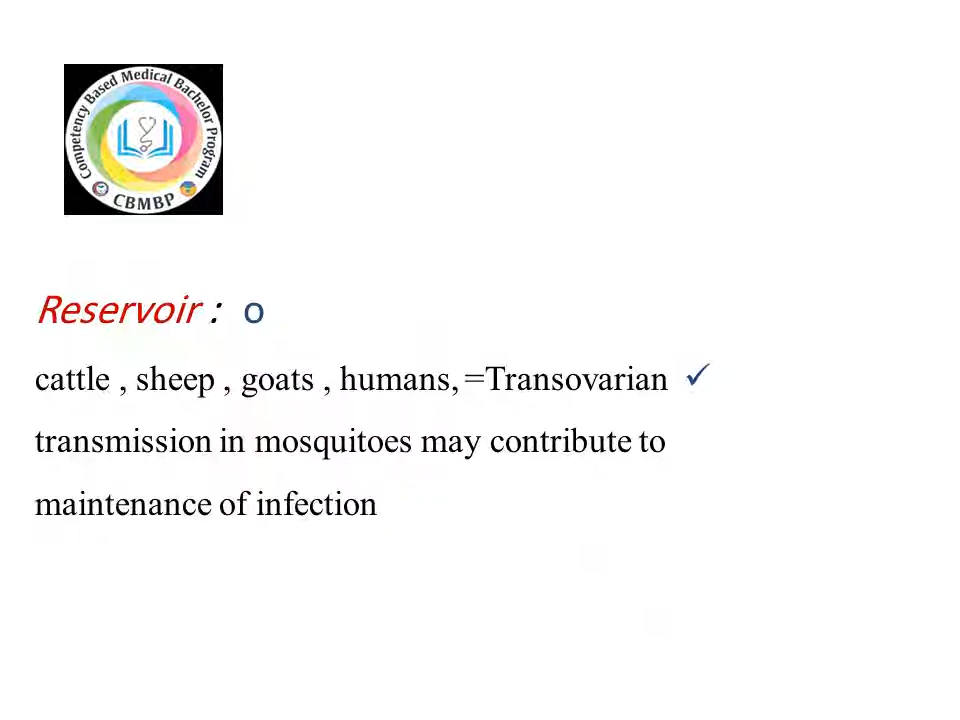 Competency Based Medical Bachelor Program
CBMBP
Reservoir : o
cattle , sheep , goats , humans, =Transovarian ✓
transmission in mosquitoes may contribute to
maintenance of infection